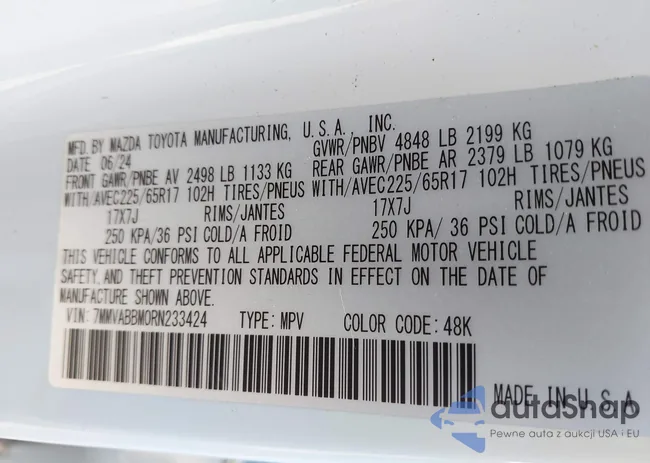 MFD. BY MAZDA TOYOTA MANUFACTURING, U.S.A., INC.
DATE 06/24 GVWR/PNBV 4848 LB 2199 KG
FRONT GAWR/PNBE AV 2498 LB 1133 KG REAR GAWR/PNBE AR 2379 LB 1079 KG
WITH/AVEC225/65R17 102H TIRES/PNEUS WITH/AVEC225/65R17 102H TIRES/PNEUS
17X7J RIMS/JANTES 17X7J RIMS/JANTES
250 KPA/36 PSI COLD/A FROID 250 KPA/ 36 PSI COLD/A FROID
THIS VEHICLE CONFORMS TO ALL APPLICABLE FEDERAL MOTOR VEHICLE
SAFETY, AND THEFT PREVENTION STANDARDS IN EFFECT ON THE DATE OF
MANUFACTURE SHOWN ABOVE.
VIN: 7MMVABBM0RN233424 TYPE: MPV COLOR CODE: 48K
MADE IN U.S.A
autoSnap
Pewne auta z aukcji USA i EU